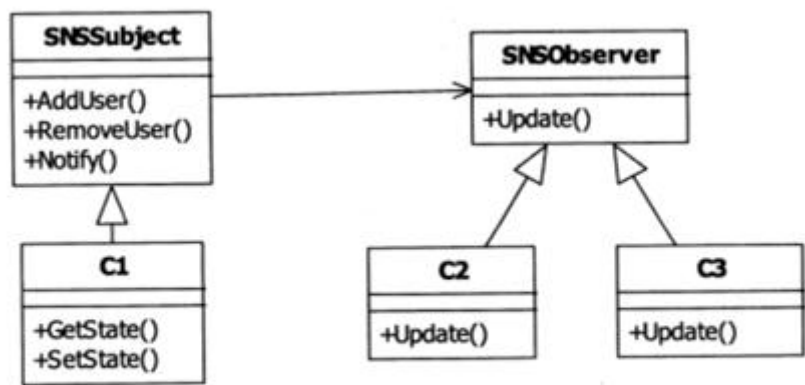 SNSSubject
+AddUser()
+RemoveUser()
+Notify()
SNSObserver
+Update()
C1
+GetState()
+SetState()
C2
+Update()
C3
+Update()